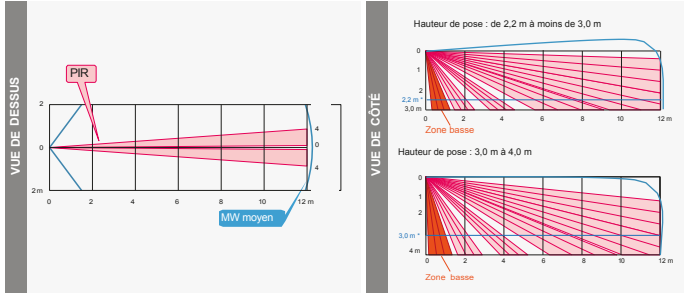 VUE DE DESSUS
PIR
2
0
2 m
4
0
4
0 2 4 6 8 10 12 m
MW moyen
VUE DE CÔTÉ
Hauteur de pose : de 2,2 m à moins de 3,0 m
0
1
2
2,2 m *
3,0 m
0 2 4 6 8 10 12 m
Zone basse
Hauteur de pose : 3,0 m à 4,0 m
0
1
2
3,0 m *
4 m
0 2 4 6 8 10 12 m
Zone basse